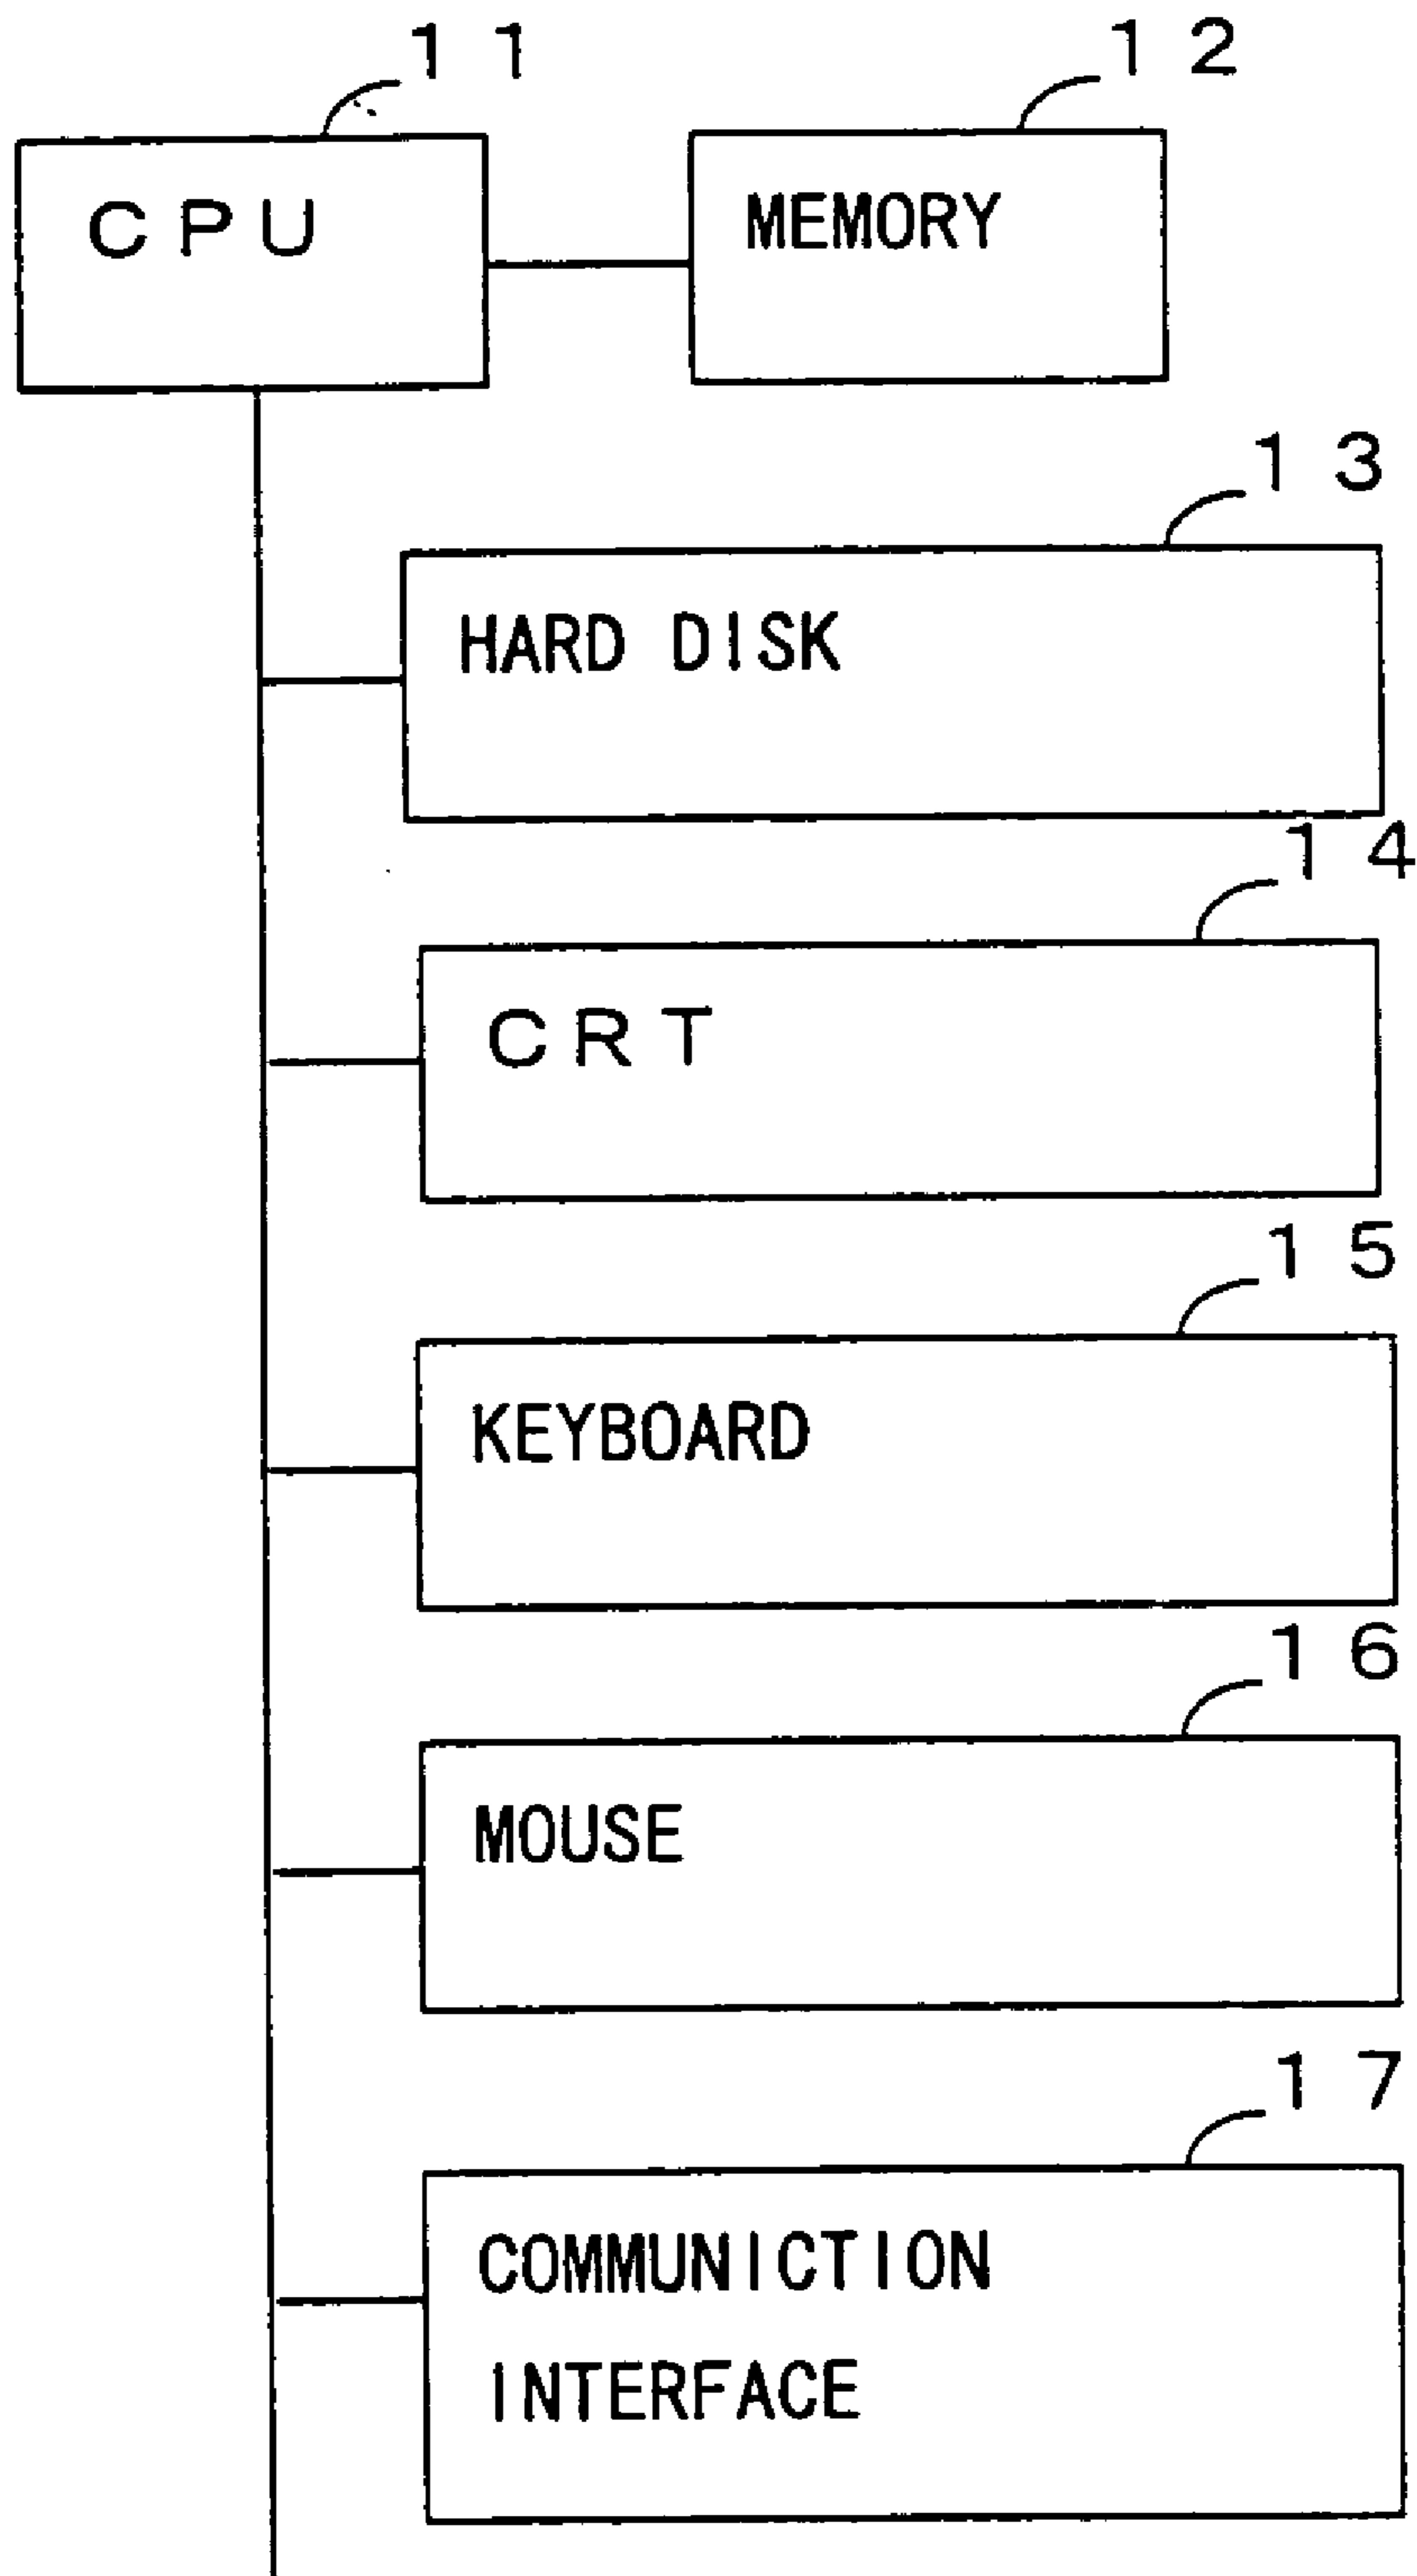 11
12
CPU
MEMORY
13
HARD DISK
14
CRT
15
KEYBOARD
16
MOUSE
17
COMMUNICTION
INTERFACE